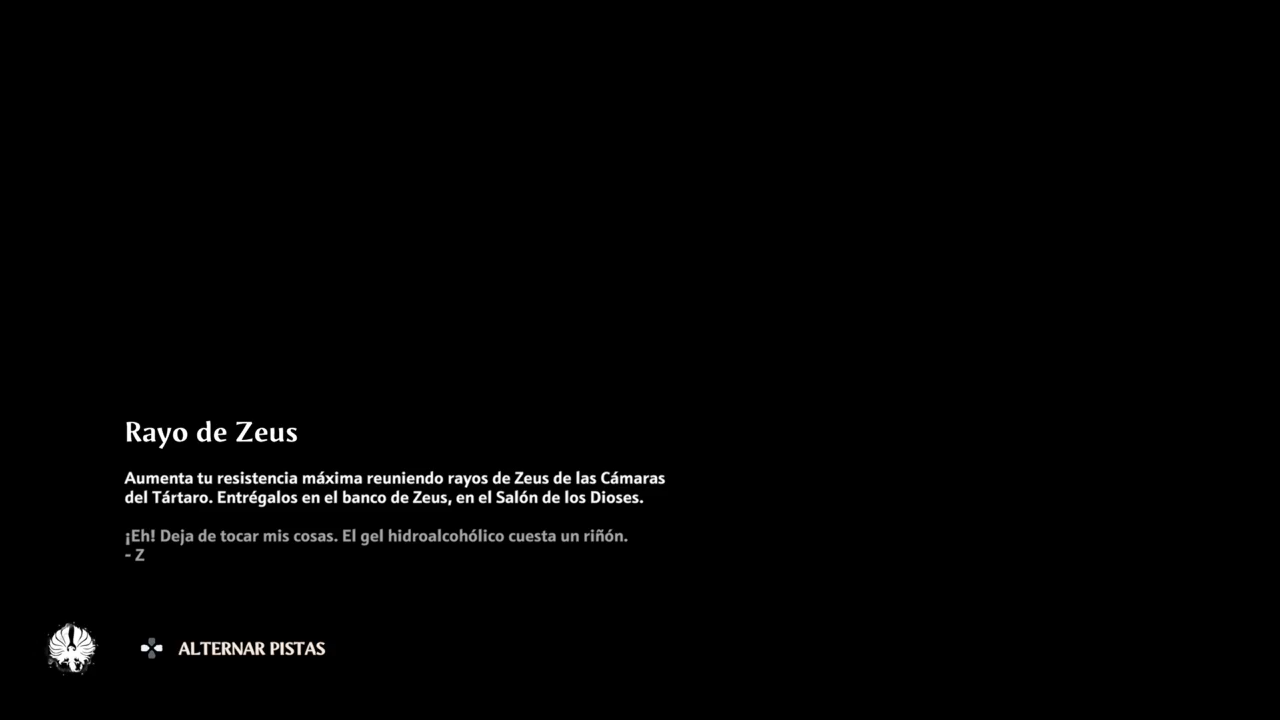 Rayo de Zeus
Aumenta tu resistencia máxima reuniendo rayos de Zeus de las Cámaras
del Tártaro. Entrégalos en el banco de Zeus, en el Salón de los Dioses.
¡Eh! Deja de tocar mis cosas. El gel hidroalcohólico cuesta un riñón.
- Z
ALTERNAR PISTAS